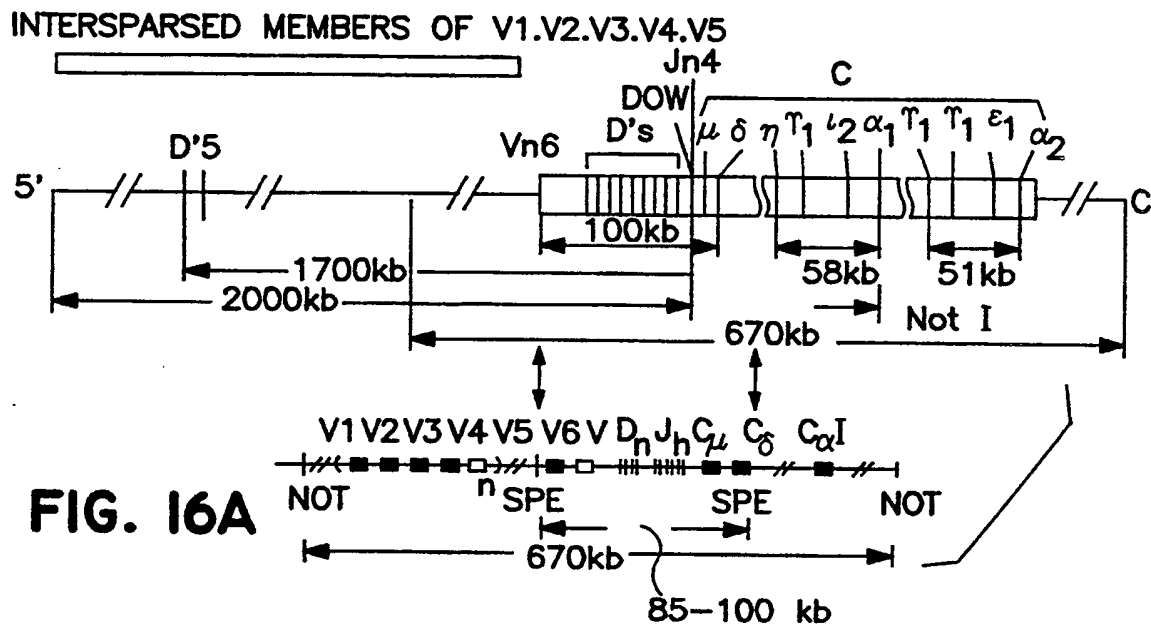 INTERSPARSED MEMBERS OF V1.V2.V3.V4.V5
Jn4
C
DOW
D's
μ δ η ϒ1 ι2 α1 ϒ1 ϒ1 ε1 α2
D'5
Vn6
5'
C
100kb
1700kb
58kb
51kb
2000kb
Not I
670kb
V1 V2 V3 V4 V5 V6 V Dn Jh Cμ Cδ CαI
n
NOT SPE SPE NOT
FIG. 16A
670kb
85-100 kb